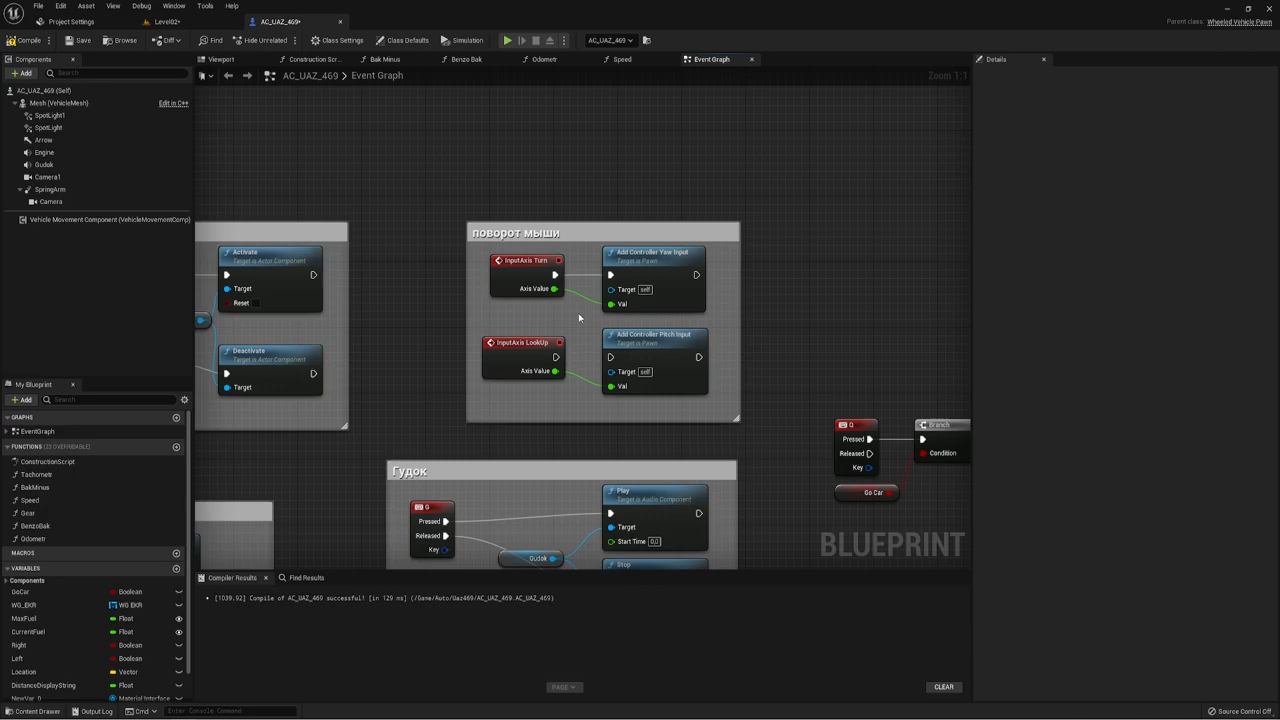 File Edit Asset View Debug Window Tools Help
Project Settings Level02* AC_UAZ_469* Parent class: Wheeled Vehicle Pawn
Compile Save Browse Diff Find Hide Unrelated Class Settings Class Defaults Simulation AC_UAZ_469
Components
Add Search
AC_UAZ_469 (Self)
Mesh (VehicleMesh) Edit in C++
SpotLight1
SpotLight
Arrow
Engine
Gudok
Camera1
SpringArm
Camera
Vehicle Movement Component (VehicleMovementComp)
My Blueprint
Add Search
GRAPHS
EventGraph
FUNCTIONS (23 OVERRIDABLE)
ConstructionScript
Tachometr
BakMinus
Speed
Gear
BenzoBak
Odometr
MACROS
VARIABLES
Components
GoCar Boolean
WG_EKR WG EKR
MaxFuel Float
CurrentFuel Float
Right Boolean
Left Boolean
Location Vector
DistanceDisplayString Float
NewVar_0 Material Interface
Viewport Construction Scr... Bak Minus Benzo Bak Odometr Speed Event Graph
AC_UAZ_469 > Event Graph Zoom 1:1
Activate
Target is Actor Component
Target
Reset
Deactivate
Target is Actor Component
Target
поворот мыши
InputAxis Turn
Axis Value
Add Controller Yaw Input
Target is Pawn
Target self
Val
InputAxis LookUp
Axis Value
Add Controller Pitch Input
Target is Pawn
Target self
Val
Гудок
G
Pressed
Released
Key
Gudok
Play
Target is Audio Component
Target
Start Time 0,0
Stop
Q
Pressed
Released
Key
Go Car
Branch
Condition
BLUEPRINT
Details
Compiler Results Find Results
[1039.92] Compile of AC_UAZ_469 successful! [in 129 ms] (/Game/Auto/Uaz469/AC_UAZ_469.AC_UAZ_469)
PAGE
CLEAR
Content Drawer Output Log Cmd Enter Console Command Source Control Off